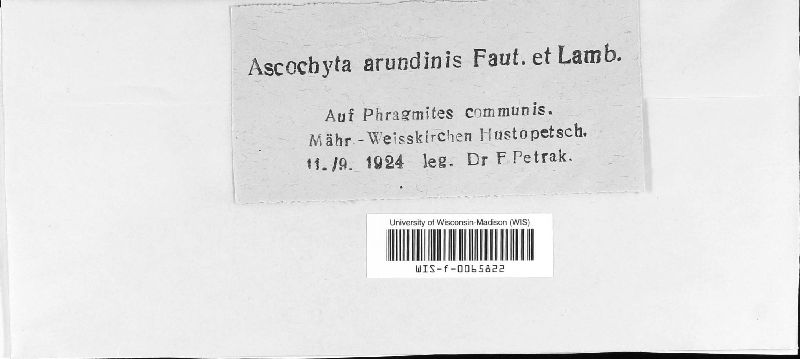 Ascochyta arundinis Faut. et Lamb.
Auf Phragmites communis.
Mähr.-Weisskirchen Hustopetsch.
11./9. 1924 leg. Dr F. Petrak.
University of Wisconsin-Madison (WIS)
WIS-f-0065822